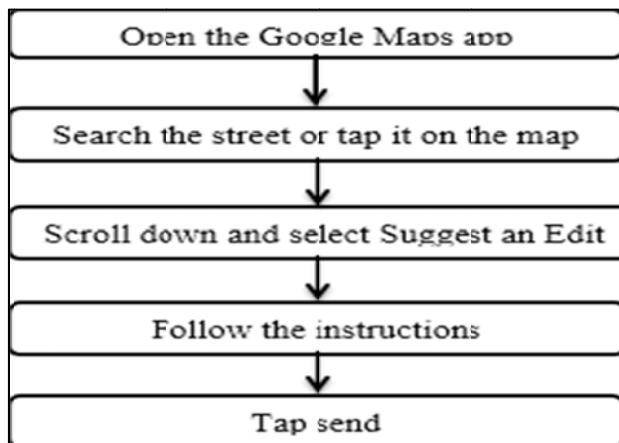 Open the Google Maps app
Search the street or tap it on the map
Scroll down and select Suggest an Edit
Follow the instructions
Tap send